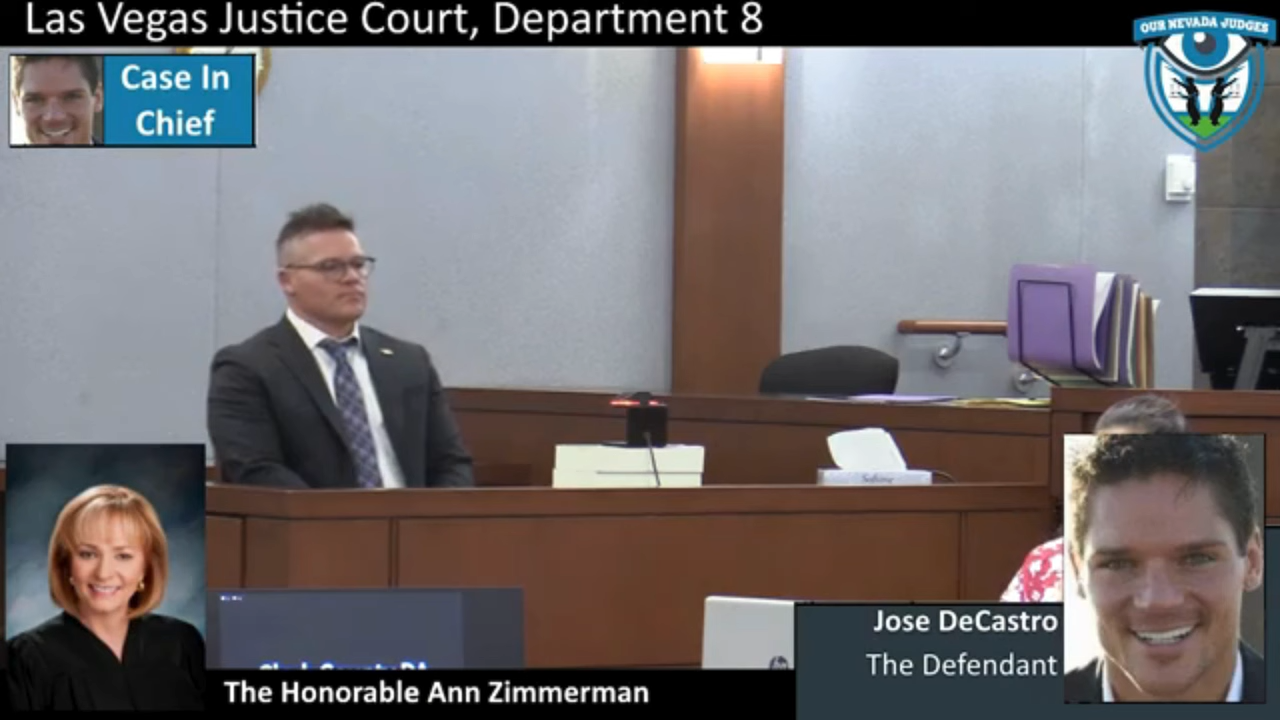 Las Vegas Justice Court, Department 8
OUR NEVADA JUDGES
Case In
Chief
Jose DeCastro
The Defendant
The Honorable Ann Zimmerman